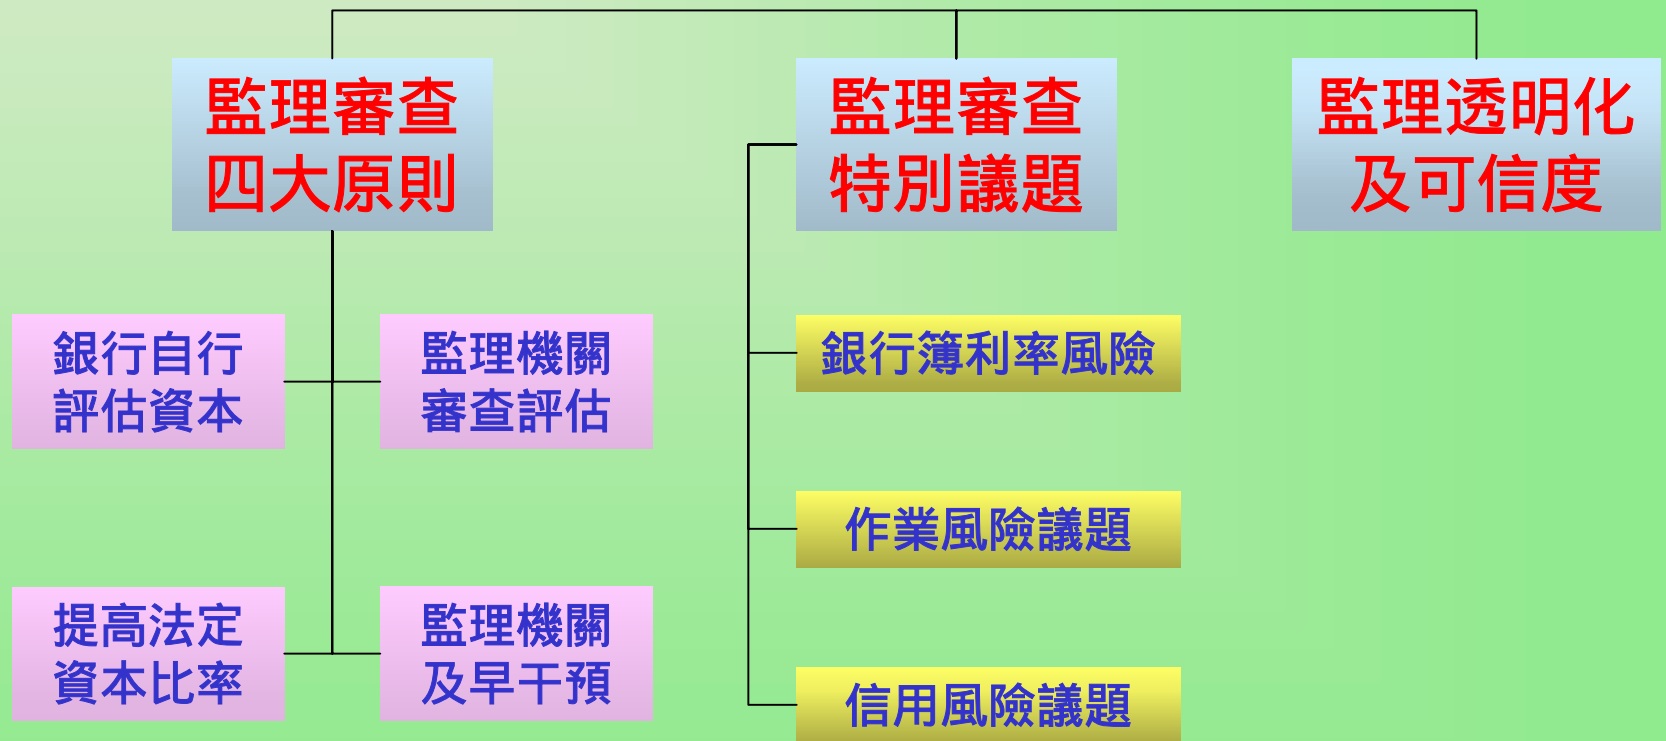 監理審查
四大原則
監理審查
特別議題
監理透明化
及可信度
銀行自行
評估資本
監理機關
審查評估
提高法定
資本比率
監理機關
及早干預
銀行簿利率風險
作業風險議題
信用風險議題